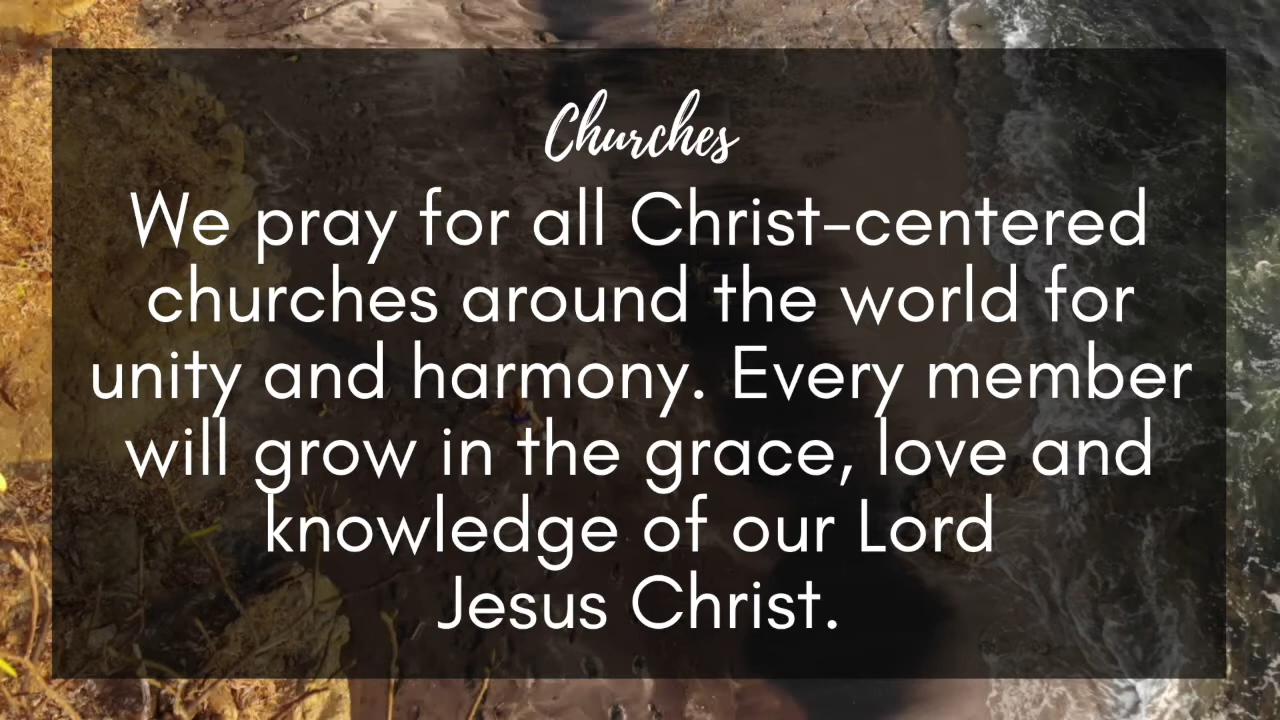 Churches
We pray for all Christ-centered
churches around the world for
unity and harmony. Every member
will grow in the grace, love and
knowledge of our Lord
Jesus Christ.